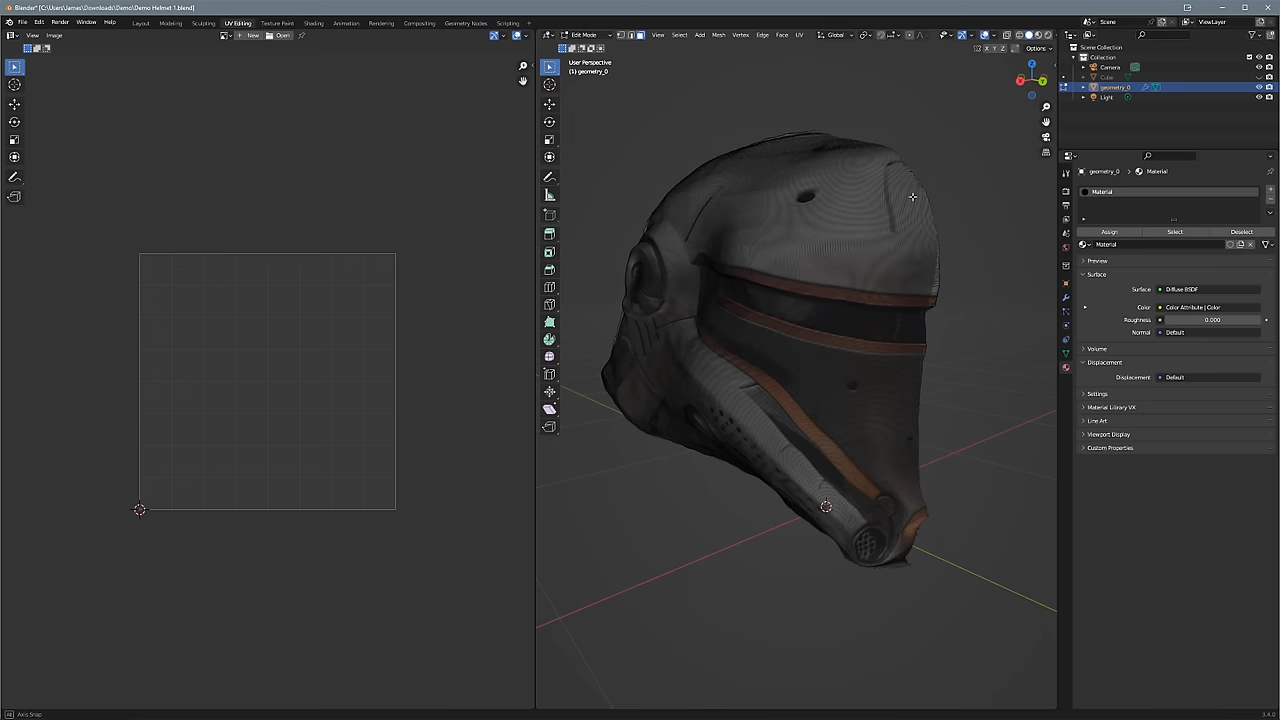 Blender* [C:\Users\James\Downloads\Demo\Demo Helmet 1.blend]
File Edit Render Window Help Layout Modeling Sculpting UV Editing Texture Paint Shading Animation Rendering Compositing Geometry Nodes Scripting Scene ViewLayer
View Image New Open
Edit Mode View Select Add Mesh Vertex Edge Face UV Global
X Y Z Options
User Perspective
(1) geometry_0
Z
X Y
Scene Collection
Collection
Camera
Cube
geometry_0
Light
geometry_0 Material
Material
Assign Select Deselect
Material
Preview
Surface
Surface Diffuse BSDF
Color Color Attribute | Color
Roughness 0.000
Normal Default
Volume
Displacement
Displacement Default
Settings
Material Library VX
Line Art
Viewport Display
Custom Properties
Axis Snap
3.4.0